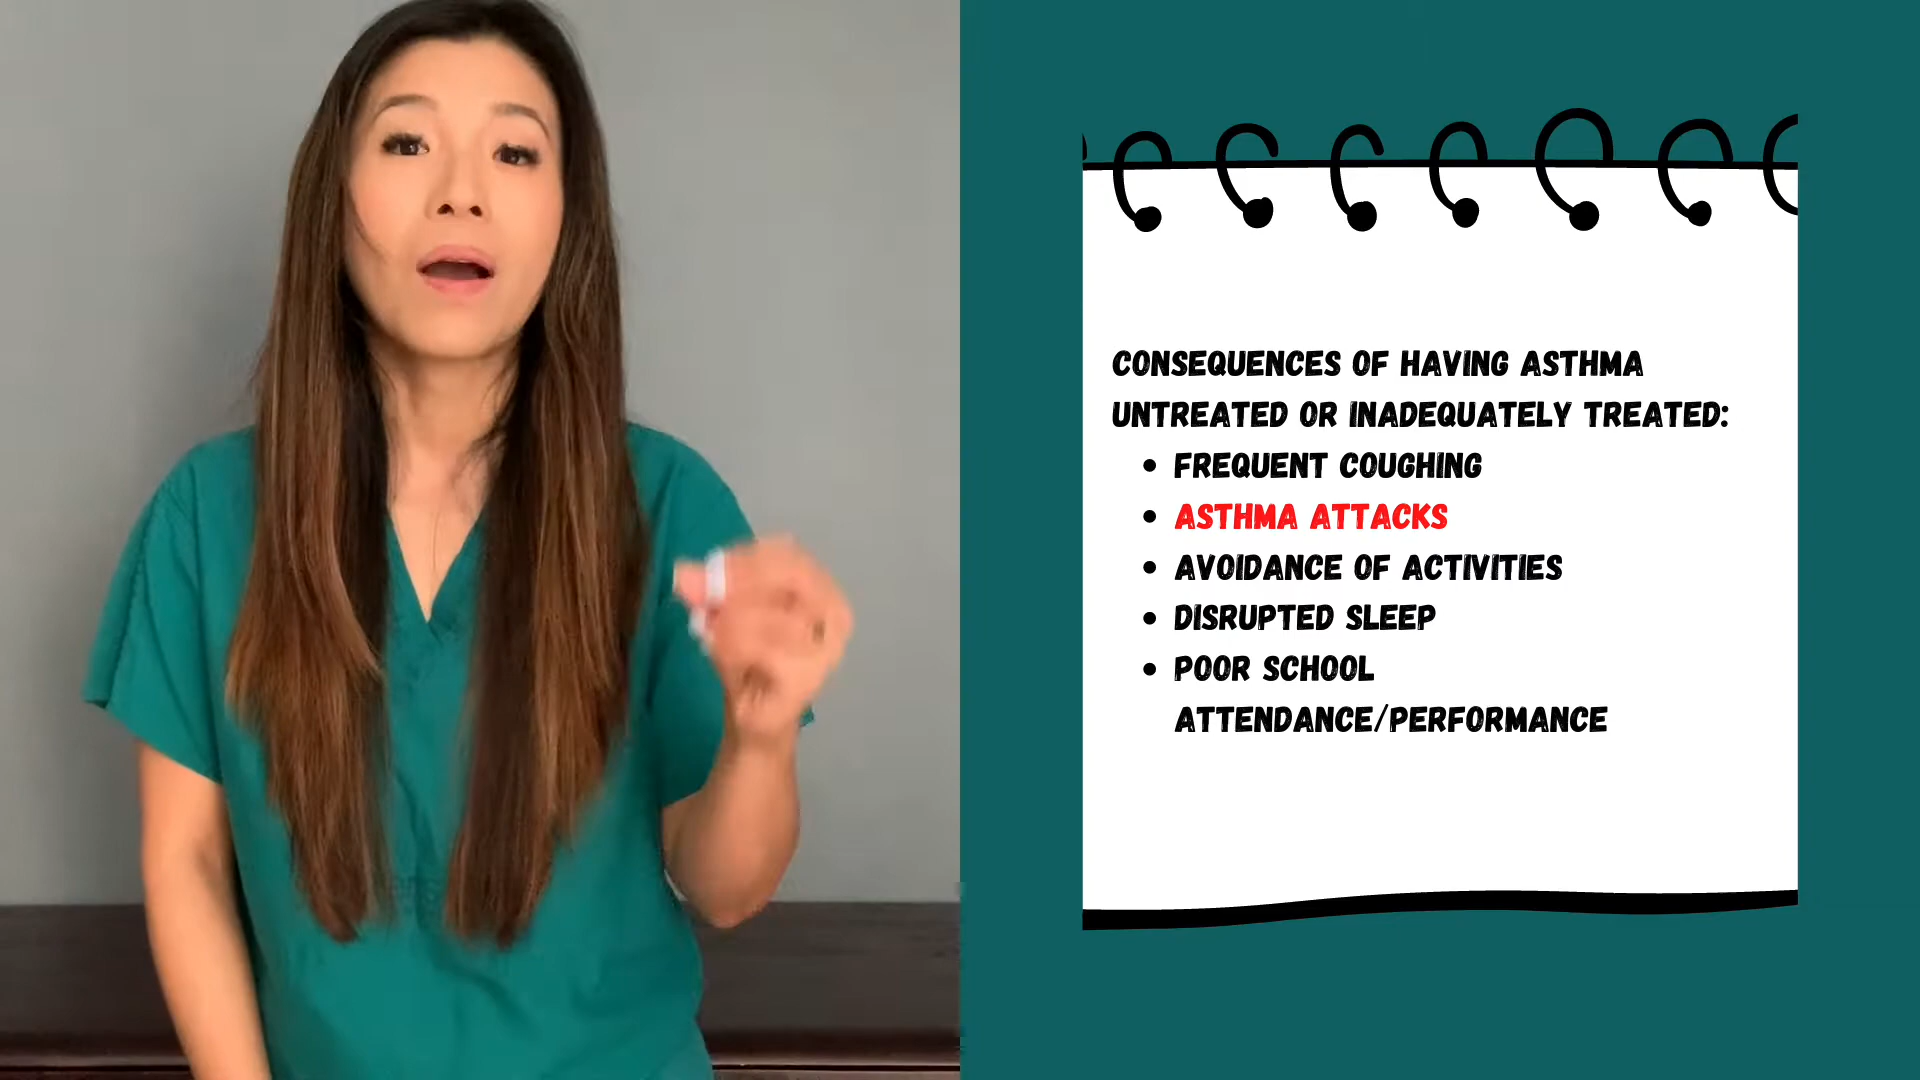 CONSEQUENCES OF HAVING ASTHMA
UNTREATED OR INADEQUATELY TREATED:
• FREQUENT COUGHING
• ASTHMA ATTACKS
• AVOIDANCE OF ACTIVITIES
• DISRUPTED SLEEP
• POOR SCHOOL
ATTENDANCE/PERFORMANCE